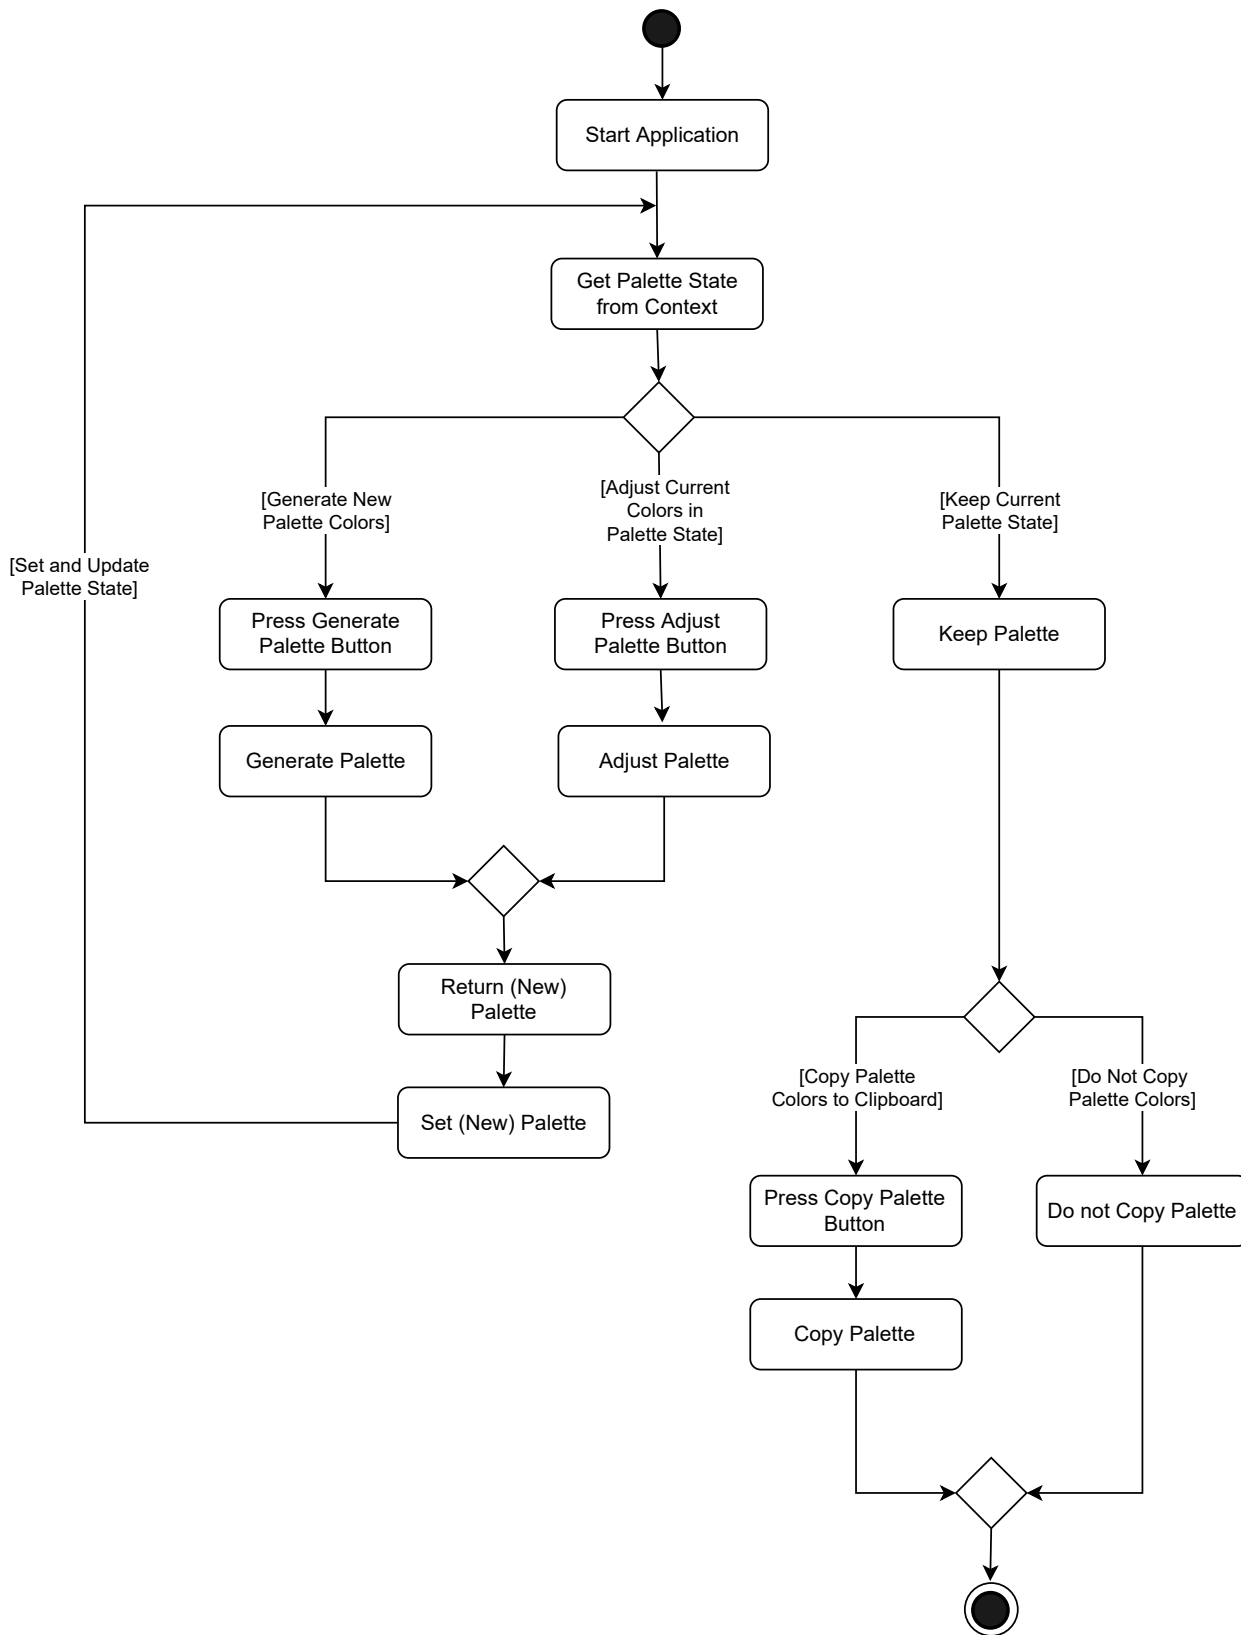 Start Application
Get Palette State
from Context
[Generate New
Palette Colors]
[Adjust Current
Colors in
Palette State]
[Keep Current
Palette State]
[Set and Update
Palette State]
Press Generate
Palette Button
Press Adjust
Palette Button
Keep Palette
Generate Palette
Adjust Palette
Return (New)
Palette
Set (New) Palette
[Copy Palette
Colors to Clipboard]
[Do Not Copy
Palette Colors]
Press Copy Palette
Button
Do not Copy Palette
Copy Palette